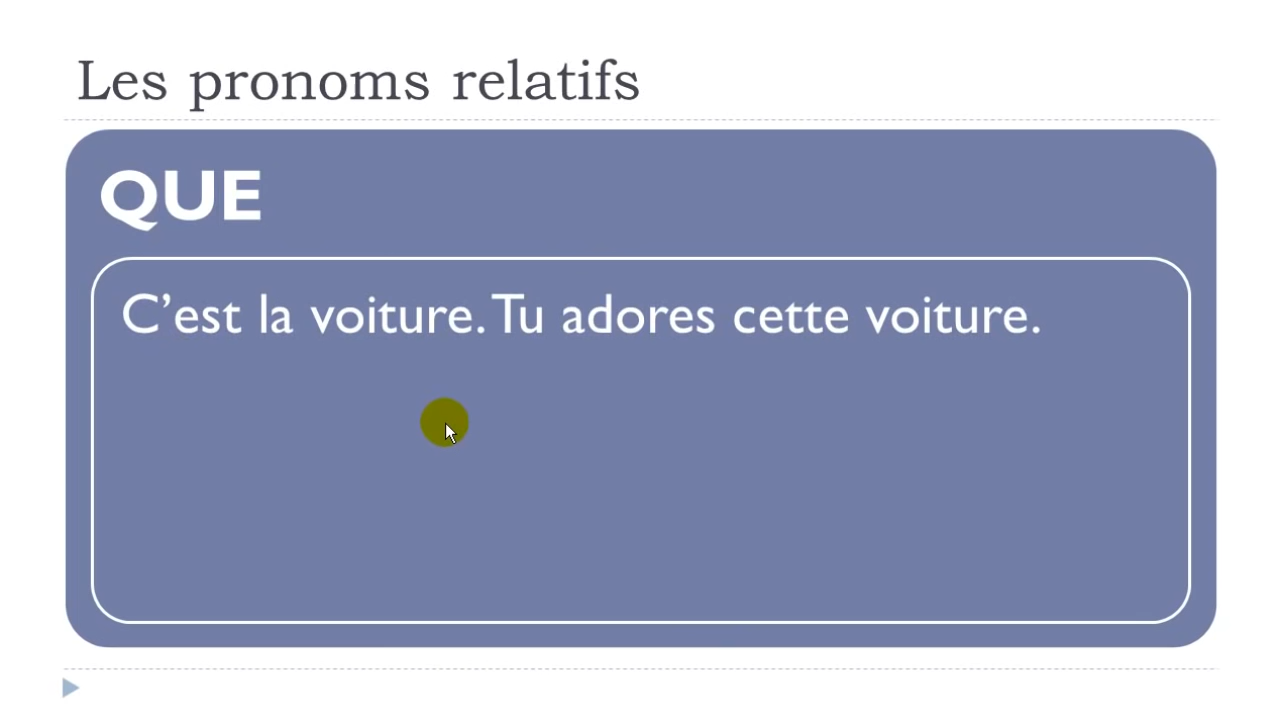 Les pronoms relatifs
QUE
C’est la voiture. Tu adores cette voiture.